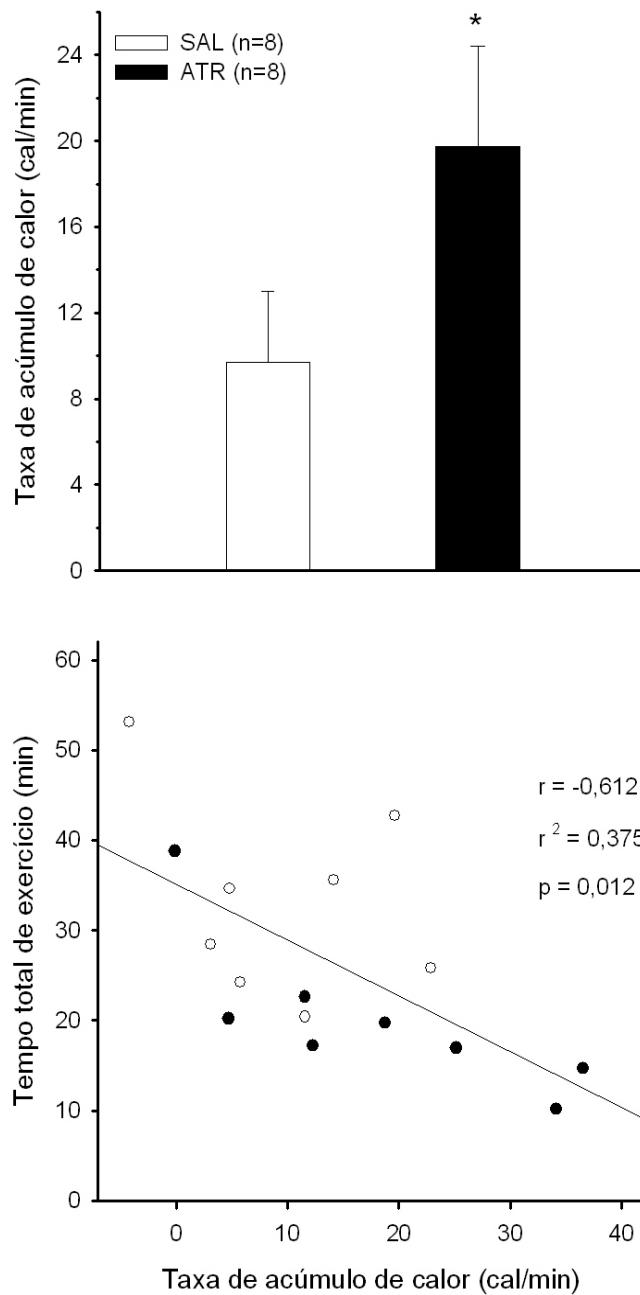 *
SAL (n=8)
ATR (n=8)
24
20
16
12
8
4
0
Taxa de acúmulo de calor (cal/min)
60
50
40
30
20
10
0
Tempo total de exercício (min)
r = -0,612
r 2 = 0,375
p = 0,012
0 10 20 30 40
Taxa de acúmulo de calor (cal/min)